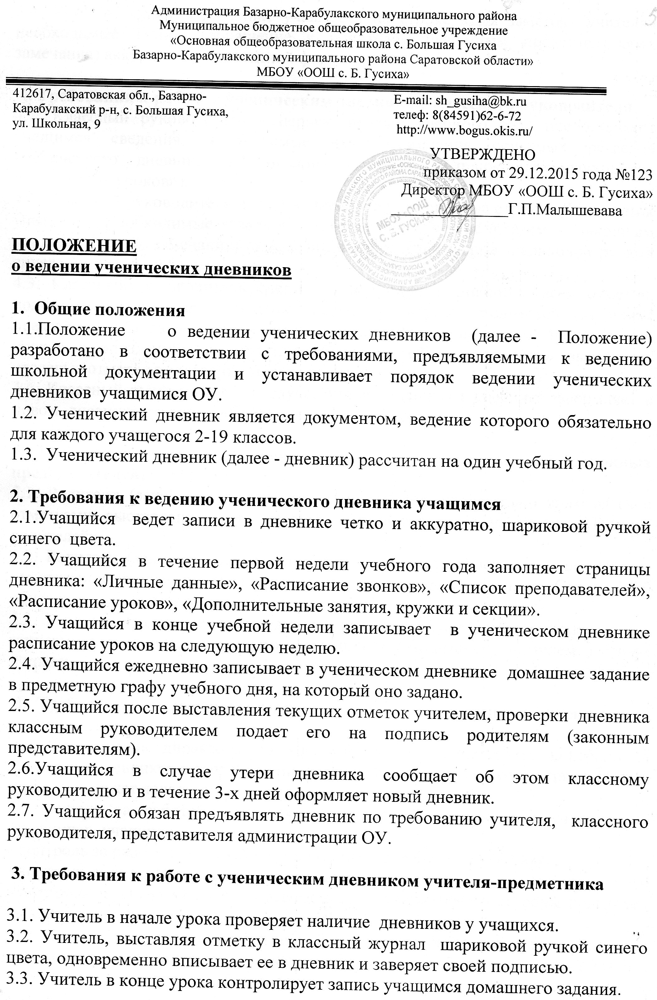 Администрация Базарно-Карабулакского муниципального района
Муниципальное бюджетное общеобразовательное учреждение
«Основная общеобразовательная школа с. Большая Гусиха
Базарно-Карабулакского муниципального района Саратовской области»
МБОУ «ООШ с. Б. Гусиха»
412617, Саратовская обл., Базарно-
Карабулакский р-н, с. Большая Гусиха,
ул. Школьная, 9
E-mail: sh_gusiha@bk.ru
телеф: 8(84591)62-6-72
http://www.bogus.okis.ru/
5
УТВЕРЖДЕНО
приказом от 29.12.2015 года №123
Директор МБОУ «ООШ с. Б. Гусиха»
Г.П.Малышевава
МБОУ «ООШ
С. Б. ГУСИХА»
ПОЛОЖЕНИЕ
о ведении ученических дневников
1. Общие положения
1.1.Положение о ведении ученических дневников (далее - Положение)
разработано в соответствии с требованиями, предъявляемыми к ведению
школьной документации и устанавливает порядок ведении ученических
дневников учащимися ОУ.
1.2. Ученический дневник является документом, ведение которого обязательно
для каждого учащегося 2-19 классов.
1.3. Ученический дневник (далее - дневник) рассчитан на один учебный год.
2. Требования к ведению ученического дневника учащимся
2.1.Учащийся ведет записи в дневнике четко и аккуратно, шариковой ручкой
синего цвета.
2.2. Учащийся в течение первой недели учебного года заполняет страницы
дневника: «Личные данные», «Расписание звонков», «Список преподавателей»,
«Расписание уроков», «Дополнительные занятия, кружки и секции».
2.3. Учащийся в конце учебной недели записывает в ученическом дневнике
расписание уроков на следующую неделю.
2.4. Учащийся ежедневно записывает в ученическом дневнике домашнее задание
в предметную графу учебного дня, на который оно задано.
2.5. Учащийся после выставления текущих отметок учителем, проверки дневника
классным руководителем подает его на подпись родителям (законным
представителям).
2.6.Учащийся в случае утери дневника сообщает об этом классному
руководителю и в течение 3-х дней оформляет новый дневник.
2.7. Учащийся обязан предъявлять дневник по требованию учителя, классного
руководителя, представителя администрации ОУ.
3. Требования к работе с ученическим дневником учителя-предметника
3.1. Учитель в начале урока проверяет наличие дневников у учащихся.
3.2. Учитель, выставляя отметку в классный журнал шариковой ручкой синего
цвета, одновременно вписывает ее в дневник и заверяет своей подписью.
3.3. Учитель в конце урока контролирует запись учащимся домашнего задания.